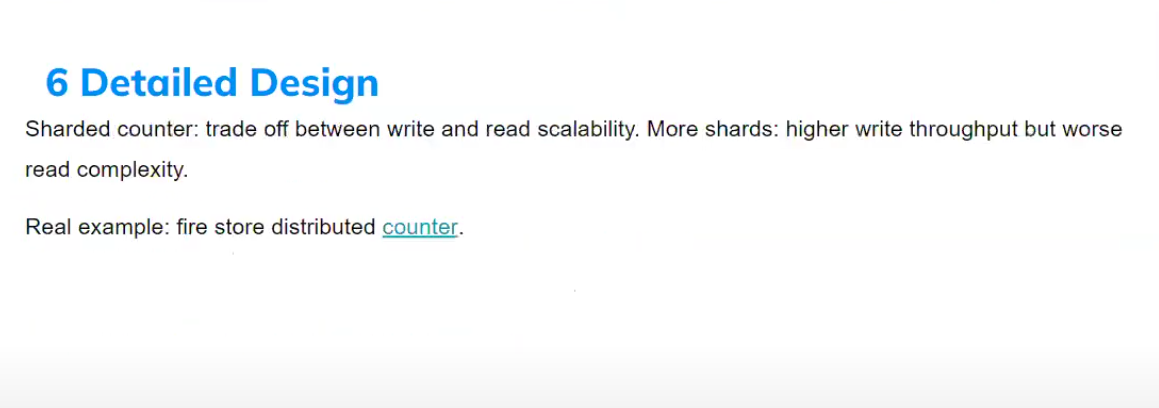 6 Detailed Design
Sharded counter: trade off between write and read scalability. More shards: higher write throughput but worse
read complexity.
Real example: fire store distributed counter.